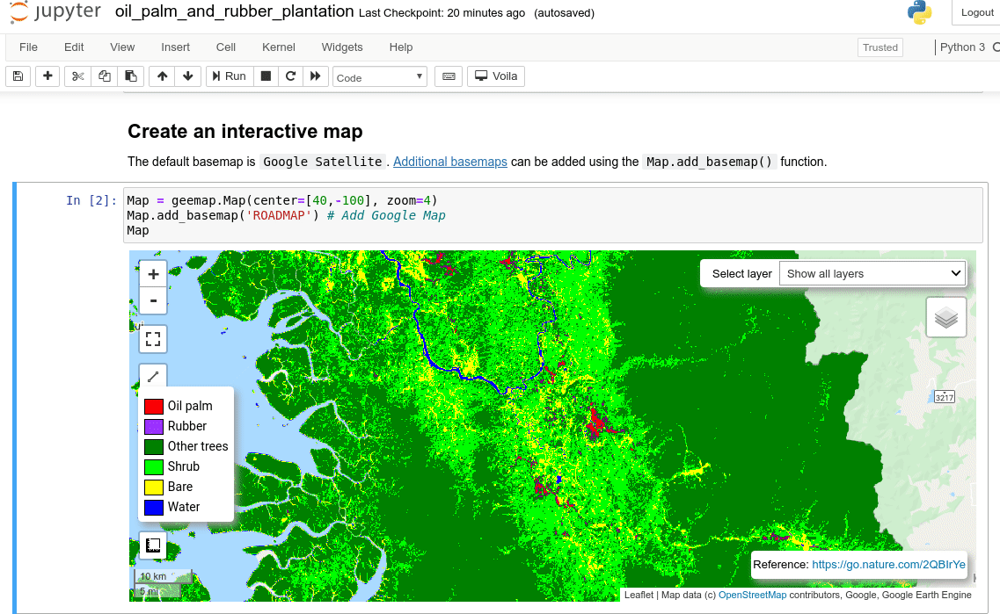 jupyter oil_palm_and_rubber_plantation Last Checkpoint: 20 minutes ago (autosaved)
Logout
File Edit View Insert Cell Kernel Widgets Help
Trusted
Python 3
Run
Code
Voila
Create an interactive map
The default basemap is Google Satellite . Additional basemaps can be added using the Map.add_basemap() function.
In [2]:
Map = geemap.Map(center=[40,-100], zoom=4)
Map.add_basemap('ROADMAP') # Add Google Map
Map
+
-
Select layer
Show all layers
3217
Oil palm
Rubber
Other trees
Shrub
Bare
Water
Reference: https://go.nature.com/2QBIrYe
10 km
5 mi
Leaflet | Map data (c) OpenStreetMap contributors, Google, Google Earth Engine